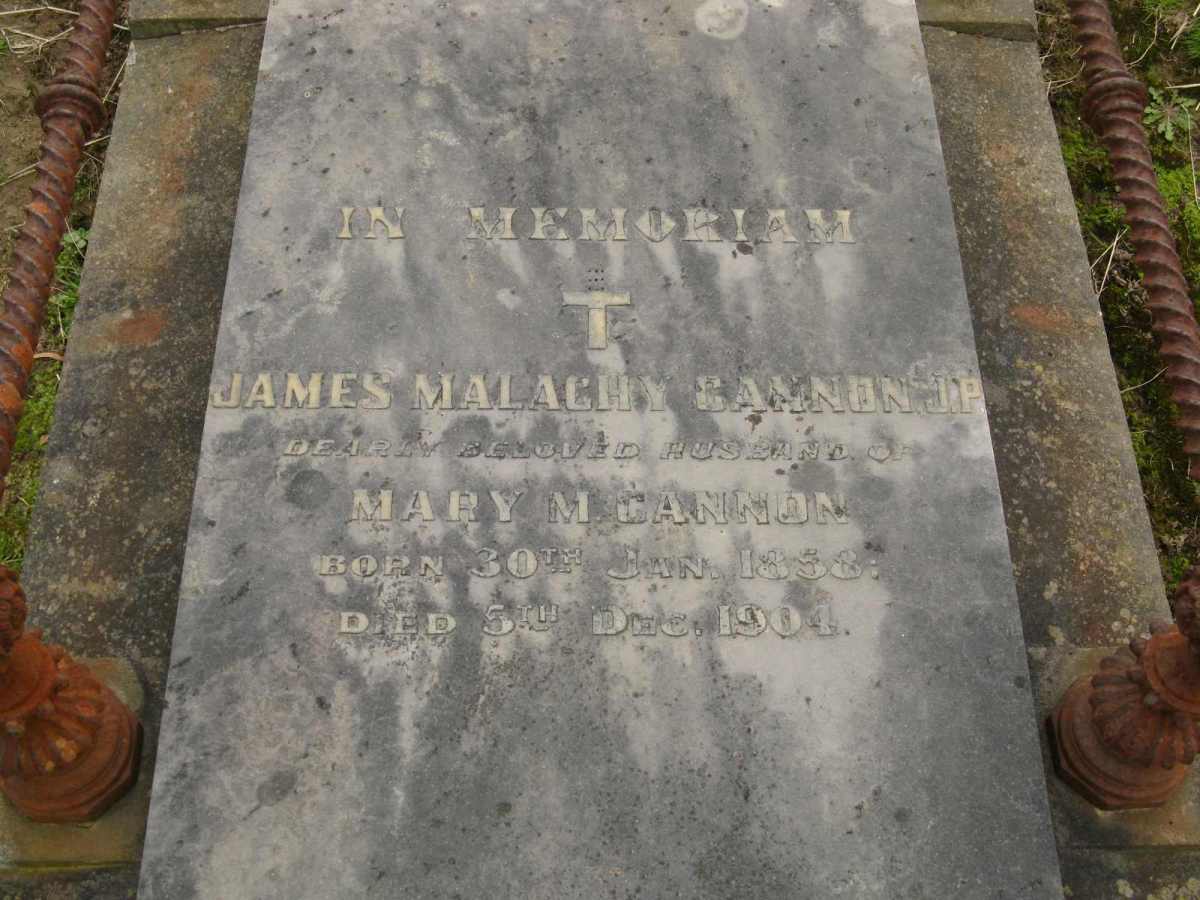 IN MEMORIAM
JAMES MALACHY CANNON, J.P.
DEARLY BELOVED HUSBAND OF
MARY M. CANNON
BORN 30TH JAN. 1858:
DIED 5TH DEC. 1904.